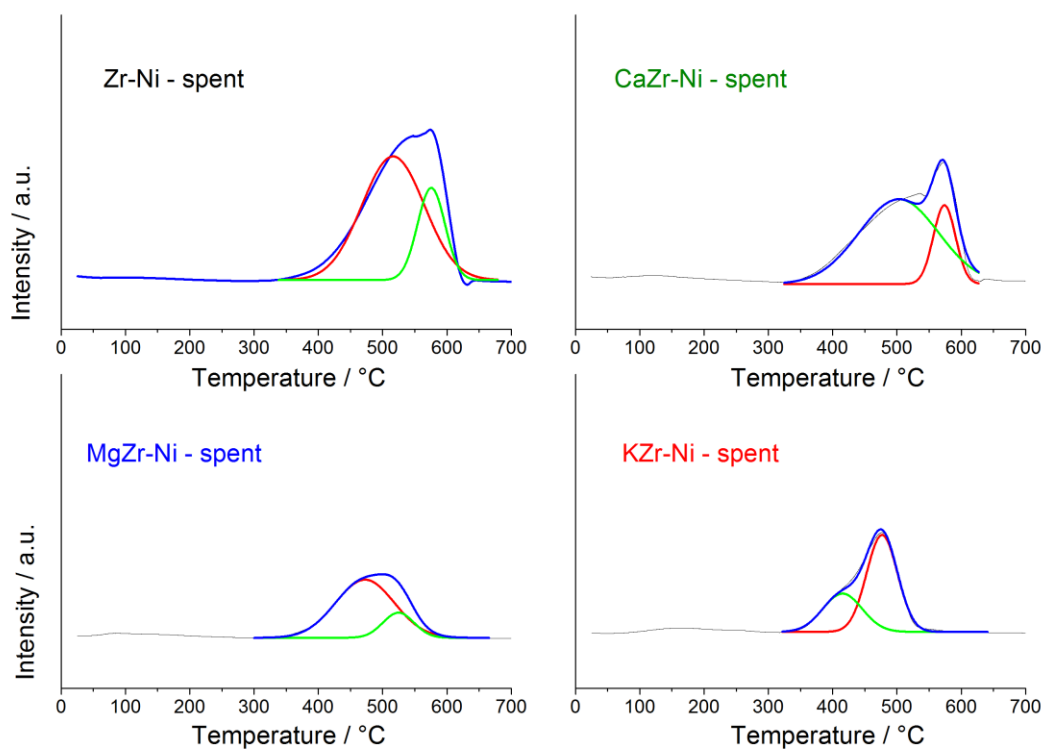 Zr-Ni - spent
Intensity / a.u.
0 100 200 300 400 500 600 700
Temperature / °C
CaZr-Ni - spent
0 100 200 300 400 500 600 700
Temperature / °C
MgZr-Ni - spent
Intensity / a.u.
0 100 200 300 400 500 600 700
Temperature / °C
KZr-Ni - spent
0 100 200 300 400 500 600 700
Temperature / °C